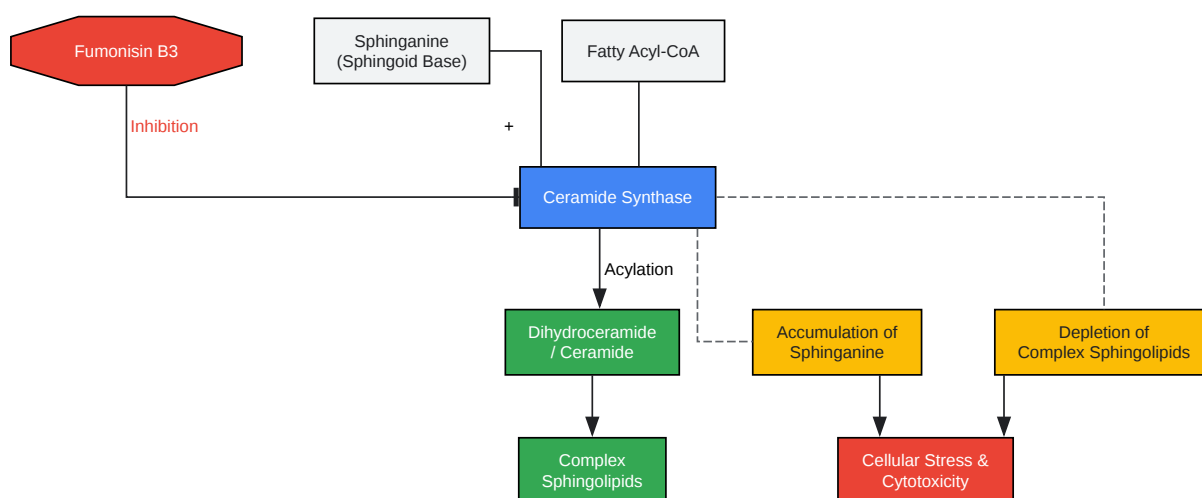 Fumonisin B3
Sphinganine
(Sphingoid Base)
Fatty Acyl-CoA
Inhibition
+
Ceramide Synthase
Acylation
Dihydroceramide
/ Ceramide
Accumulation of
Sphinganine
Depletion of
Complex Sphingolipids
Complex
Sphingolipids
Cellular Stress &
Cytotoxicity